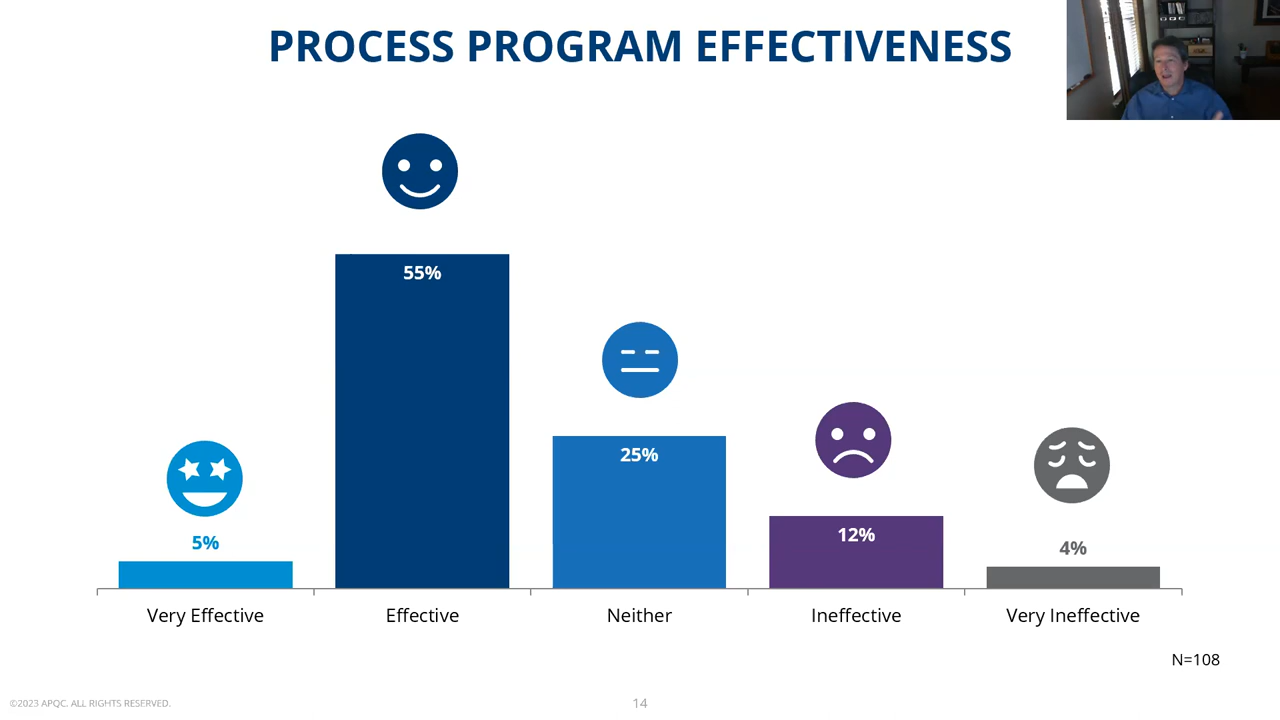 PROCESS PROGRAM EFFECTIVENESS
55%
25%
12%
5%
4%
Very Effective
Effective
Neither
Ineffective
Very Ineffective
N=108
©2023 APQC. ALL RIGHTS RESERVED.
14